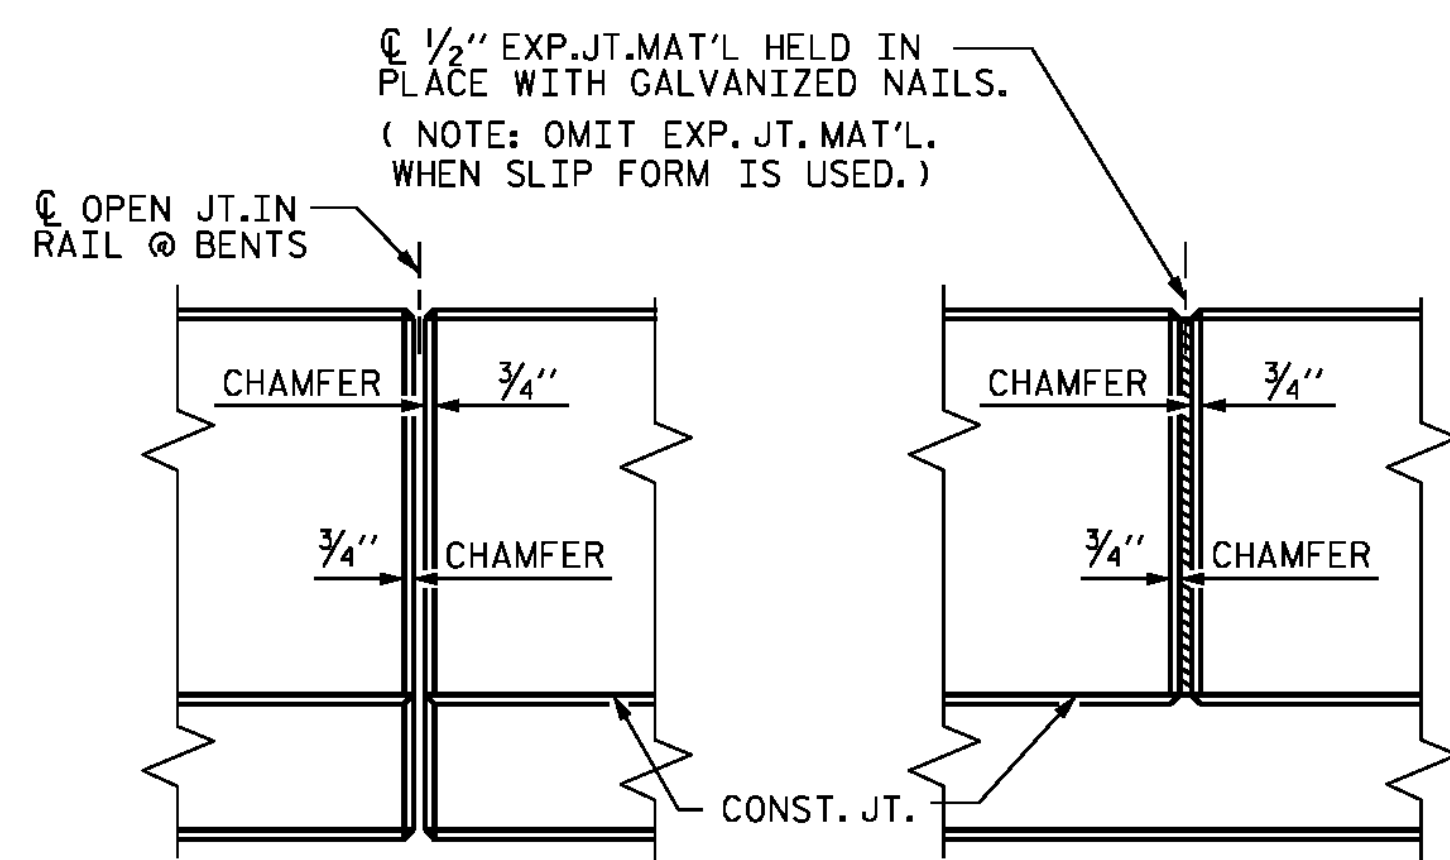 ℄ 1/2" EXP.JT.MAT'L HELD IN
PLACE WITH GALVANIZED NAILS.
( NOTE: OMIT EXP. JT. MAT'L.
WHEN SLIP FORM IS USED.)
℄ OPEN JT.IN
RAIL @ BENTS
CHAMFER 3/4"
CHAMFER 3/4"
3/4" CHAMFER
3/4" CHAMFER
CONST. JT.